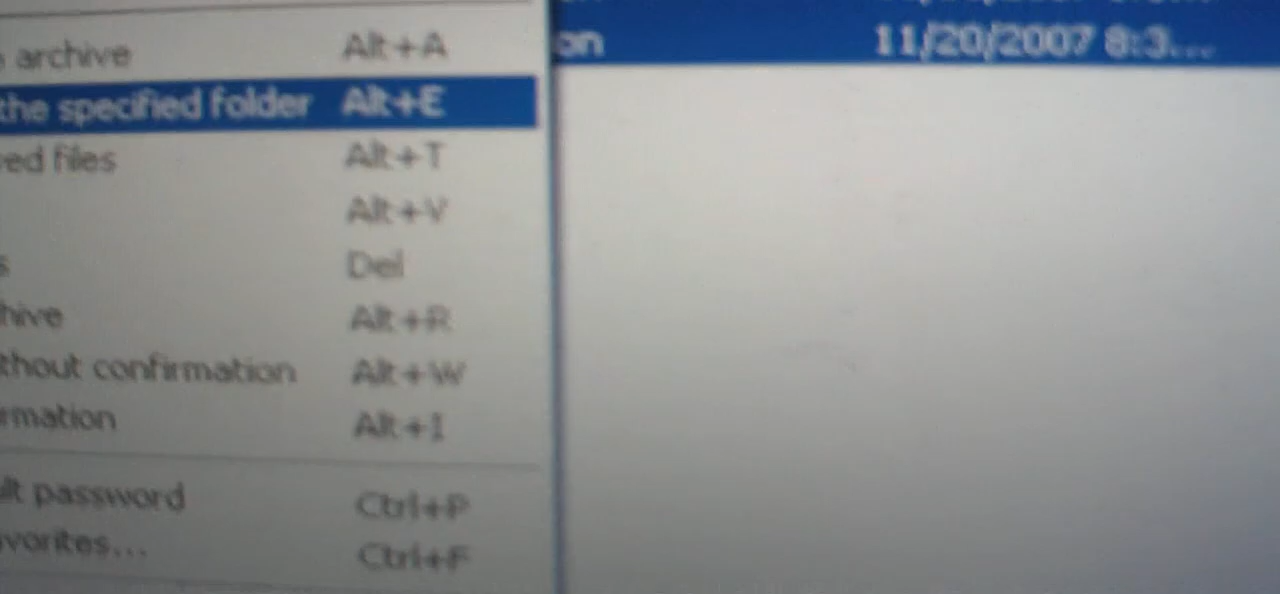 archive Alt+A
on 11/20/2007 8:3...
the specified folder Alt+E
ed files Alt+T
Alt+V
s Del
hive Alt+R
thout confirmation Alt+W
rmation Alt+I
lt password Ctrl+P
vorites... Ctrl+F